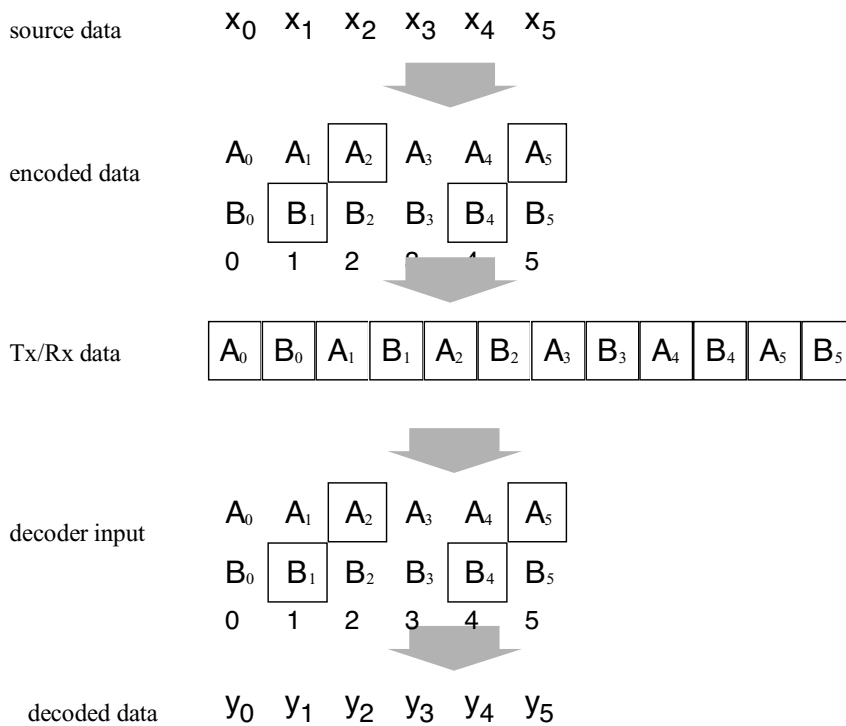 source data x₀ x₁ x₂ x₃ x₄ x₅
A₀ A₁ A₂ A₃ A₄ A₅
encoded data
B₀ B₁ B₂ B₃ B₄ B₅
0 1 2 3 4 5
Tx/Rx data A₀ B₀ A₁ B₁ A₂ B₂ A₃ B₃ A₄ B₄ A₅ B₅
A₀ A₁ A₂ A₃ A₄ A₅
decoder input
B₀ B₁ B₂ B₃ B₄ B₅
0 1 2 3 4 5
decoded data y₀ y₁ y₂ y₃ y₄ y₅